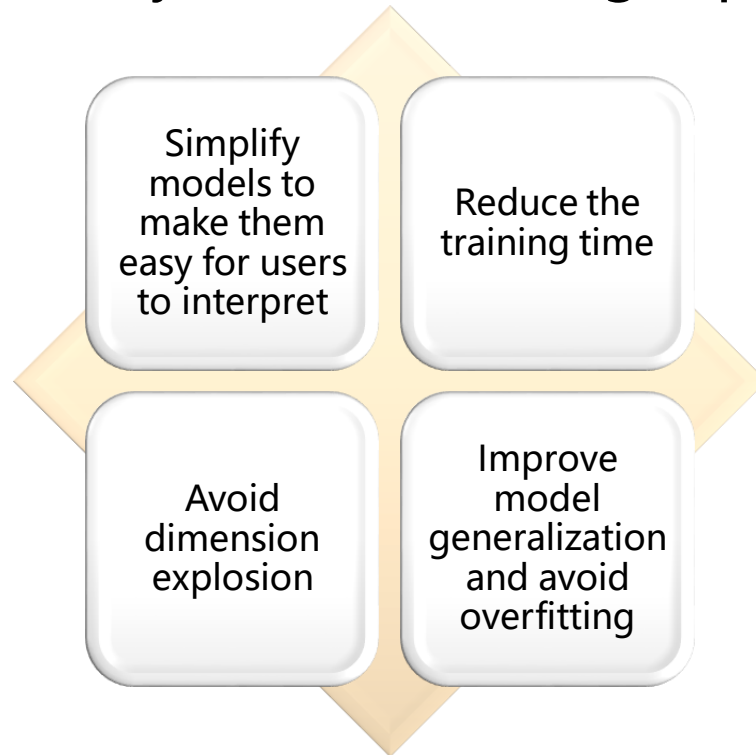 Simplify
models to
make them
easy for users
to interpret
Reduce the
training time
Avoid
dimension
explosion
Improve
model
generalization
and avoid
overfitting